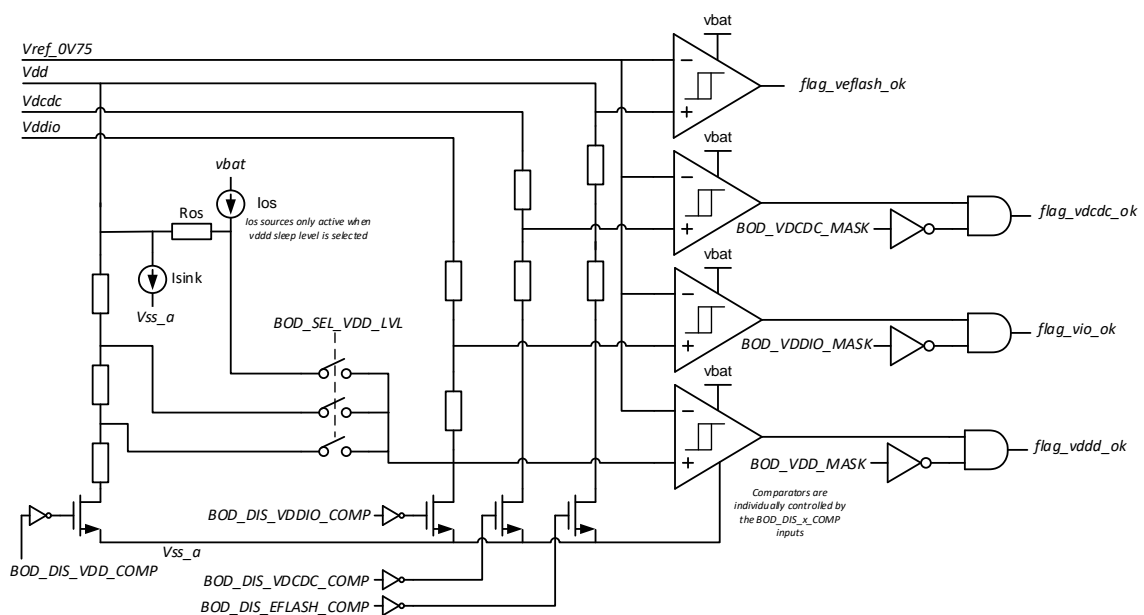 vbat
Vref_0V75
Vdd
flag_veflash_ok
Vdcdc
Vddio
vbat
vbat
Ios
Ros
Ios sources only active when
vddd sleep level is selected
flag_vdcdc_ok
BOD_VDCDC_MASK
vbat
Isink
Vss_a
BOD_SEL_VDD_LVL
flag_vio_ok
BOD_VDDIO_MASK
vbat
flag_vddd_ok
BOD_VDD_MASK
Comparators are
individually controlled by
the BOD_DIS_x_COMP
inputs
BOD_DIS_VDDIO_COMP
Vss_a
BOD_DIS_VDD_COMP
BOD_DIS_VDCDC_COMP
BOD_DIS_EFLASH_COMP